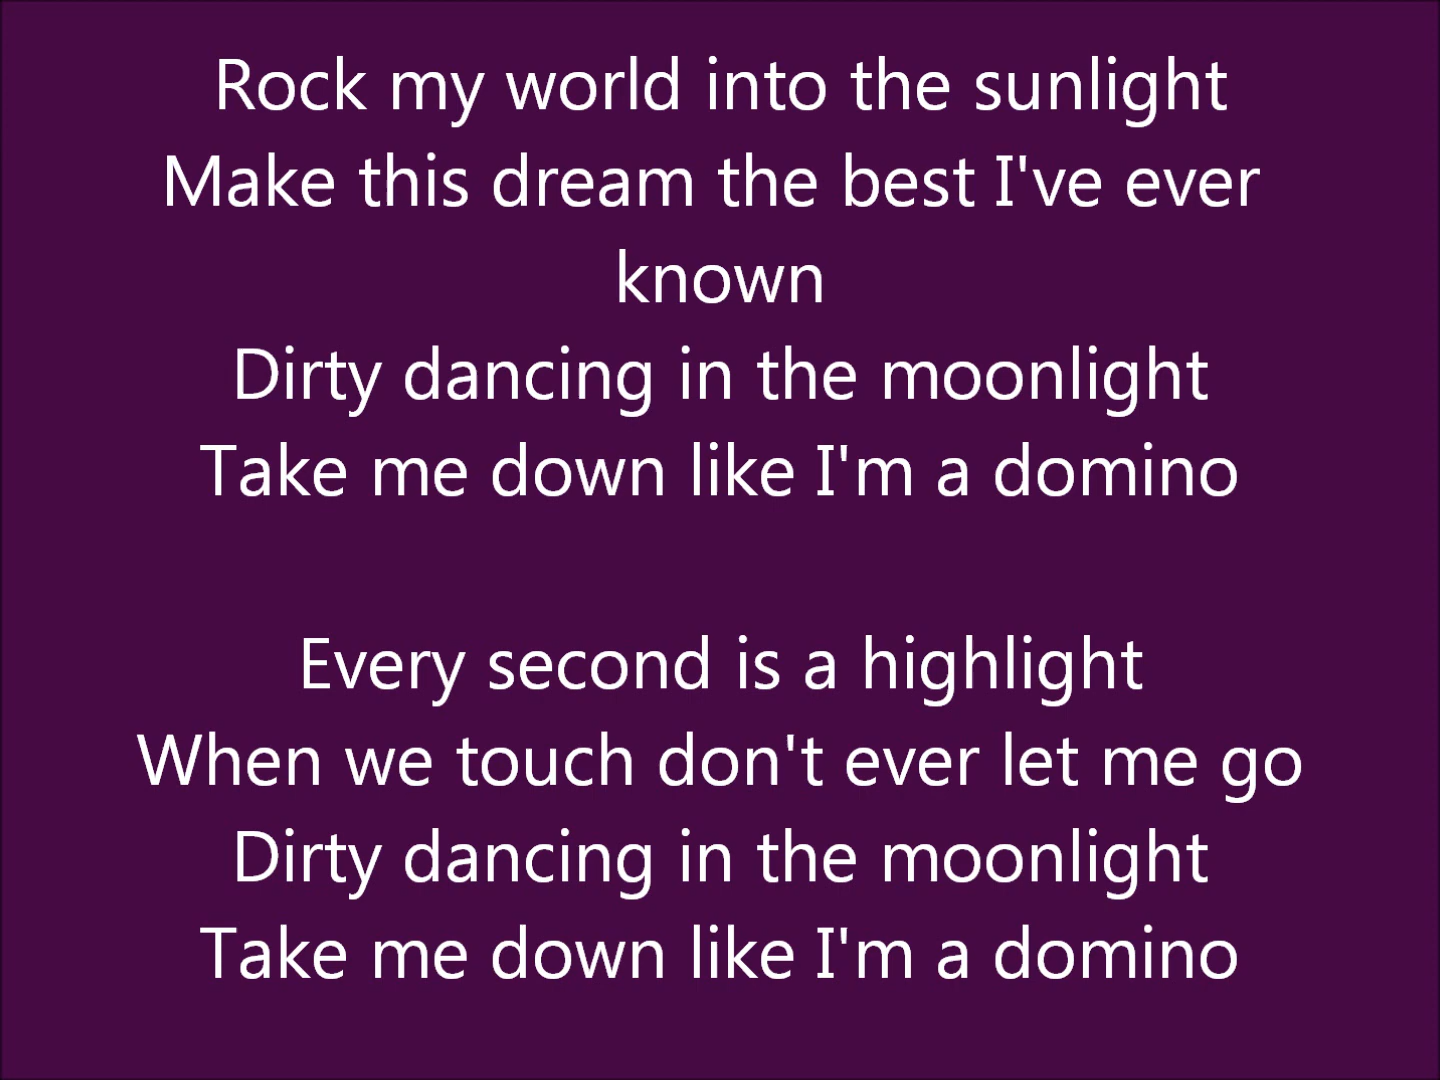 Rock my world into the sunlight
Make this dream the best I've ever
known
Dirty dancing in the moonlight
Take me down like I'm a domino
Every second is a highlight
When we touch don't ever let me go
Dirty dancing in the moonlight
Take me down like I'm a domino